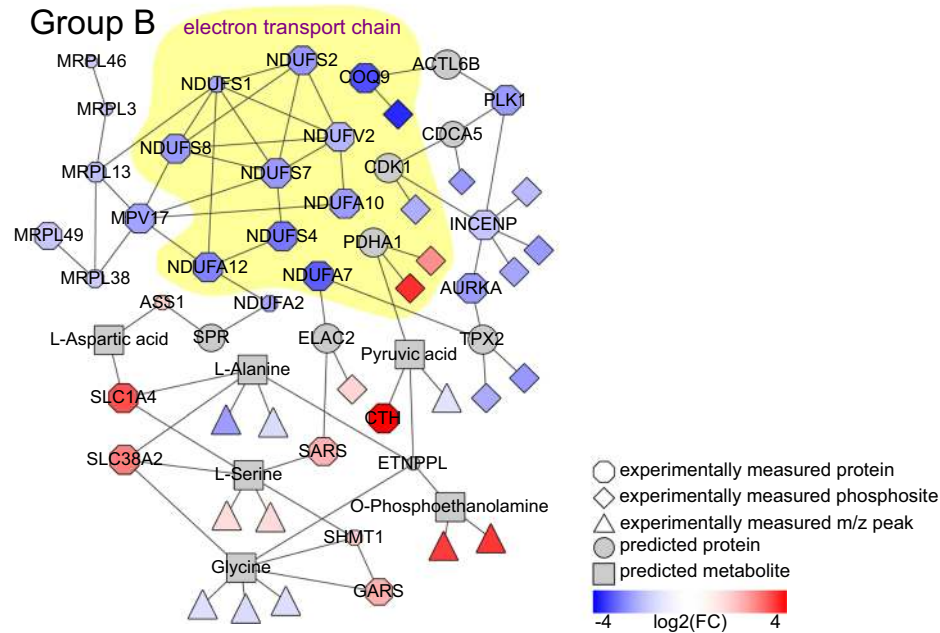 Group B
electron transport chain
MRPL46
NDUFS2
ACTL6B
NDUFS1
COQ9
PLK1
MRPL3
NDUFV2
CDCA5
NDUFS8
MRPL13
NDUFS7
CDK1
NDUFA10
MPV17
INCENP
MRPL49
NDUFS4
PDHA1
MRPL38
NDUFA12
NDUFA7
AURKA
ASS1
NDUFA2
L-Aspartic acid
SPR
ELAC2
Pyruvic acid
TPX2
L-Alanine
SLC1A4
CTH
SLC38A2
SARS
ETNPPL
L-Serine
O-Phosphoethanolamine
SHMT1
Glycine
GARS
experimentally measured protein
experimentally measured phosphosite
experimentally measured m/z peak
predicted protein
predicted metabolite
-4 log2(FC) 4